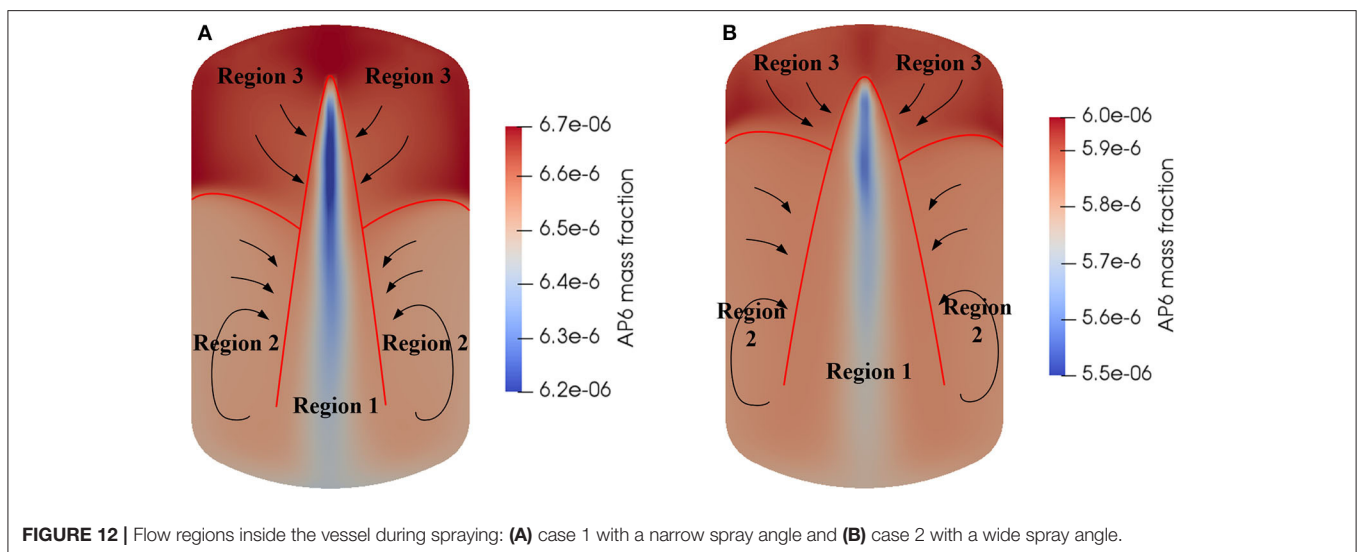 A
Region 3
Region 3
Region 2
Region 2
Region 1
6.7e-06
6.6e-6
6.5e-6
6.4e-6
6.3e-6
6.2e-06
AP6 mass fraction
B
Region 3
Region 3
Region
2
Region
2
Region 1
6.0e-06
5.9e-6
5.8e-6
5.7e-6
5.6e-6
5.5e-06
AP6 mass fraction
FIGURE 12 | Flow regions inside the vessel during spraying: (A) case 1 with a narrow spray angle and (B) case 2 with a wide spray angle.